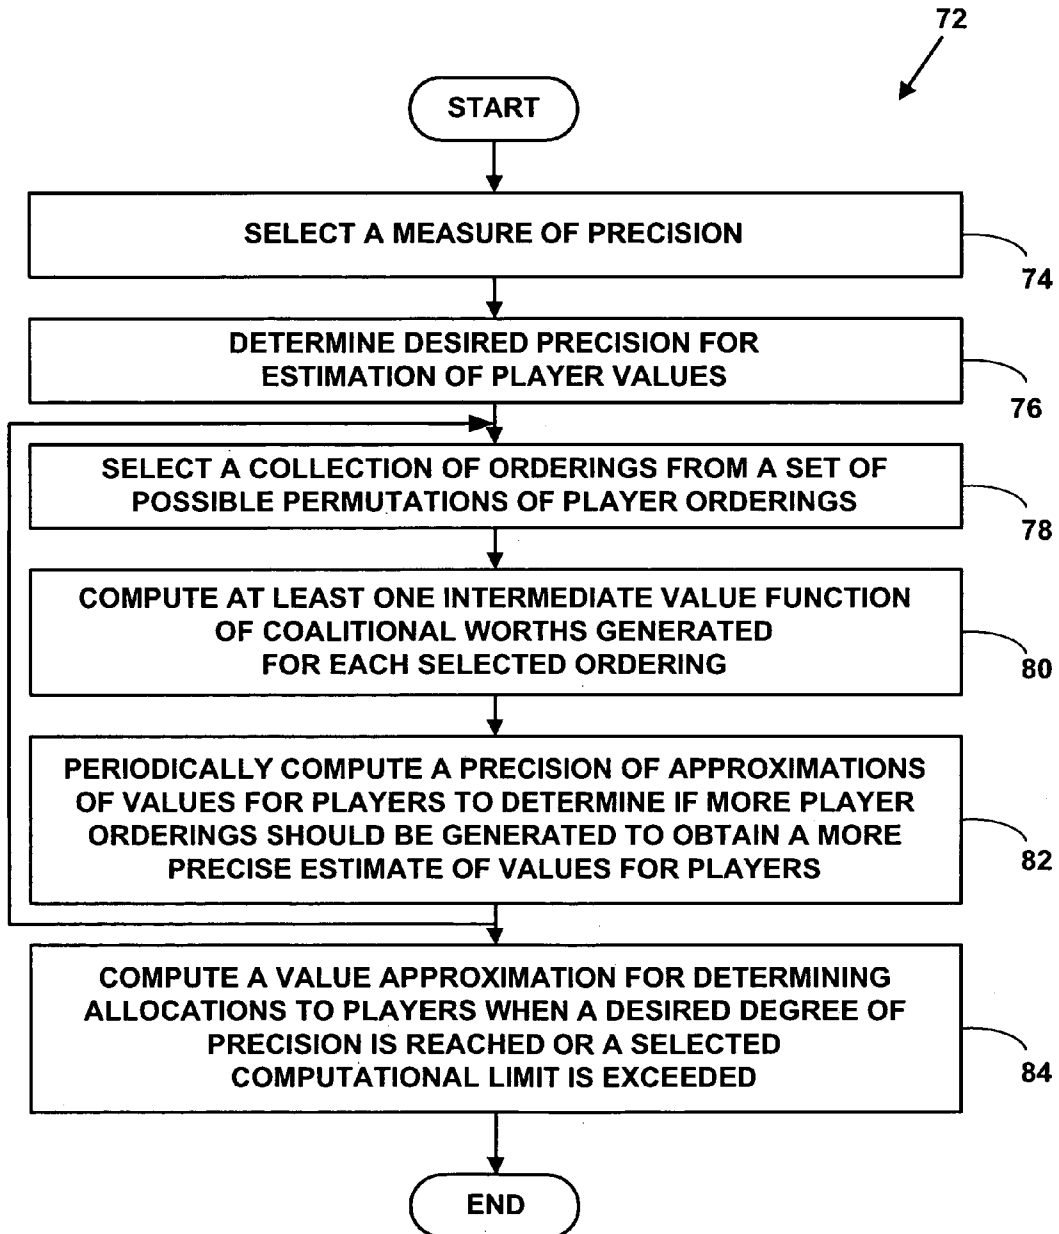 72
START
SELECT A MEASURE OF PRECISION
74
DETERMINE DESIRED PRECISION FOR
ESTIMATION OF PLAYER VALUES
76
SELECT A COLLECTION OF ORDERINGS FROM A SET OF
POSSIBLE PERMUTATIONS OF PLAYER ORDERINGS
78
COMPUTE AT LEAST ONE INTERMEDIATE VALUE FUNCTION
OF COALITIONAL WORTHS GENERATED
FOR EACH SELECTED ORDERING
80
PERIODICALLY COMPUTE A PRECISION OF APPROXIMATIONS
OF VALUES FOR PLAYERS TO DETERMINE IF MORE PLAYER
ORDERINGS SHOULD BE GENERATED TO OBTAIN A MORE
PRECISE ESTIMATE OF VALUES FOR PLAYERS
82
COMPUTE A VALUE APPROXIMATION FOR DETERMINING
ALLOCATIONS TO PLAYERS WHEN A DESIRED DEGREE OF
PRECISION IS REACHED OR A SELECTED
COMPUTATIONAL LIMIT IS EXCEEDED
84
END